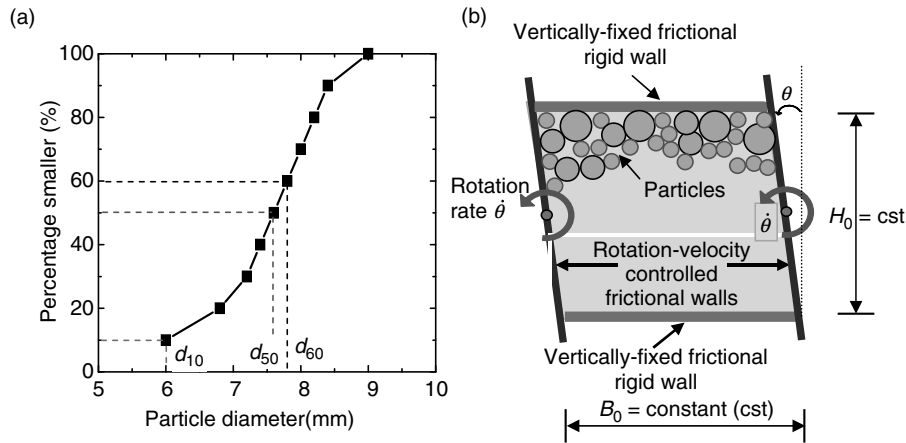 (a)
100
80
60
40
20
0
Percentage smaller (%)
d10
d50
d60
5 6 7 8 9 10
Particle diameter(mm)
(b)
Vertically-fixed frictional
rigid wall
θ
Particles
Rotation
rate θ̇
θ̇
H0 = cst
Rotation-velocity
controlled
frictional walls
Vertically-fixed frictional
rigid wall
B0 = constant (cst)